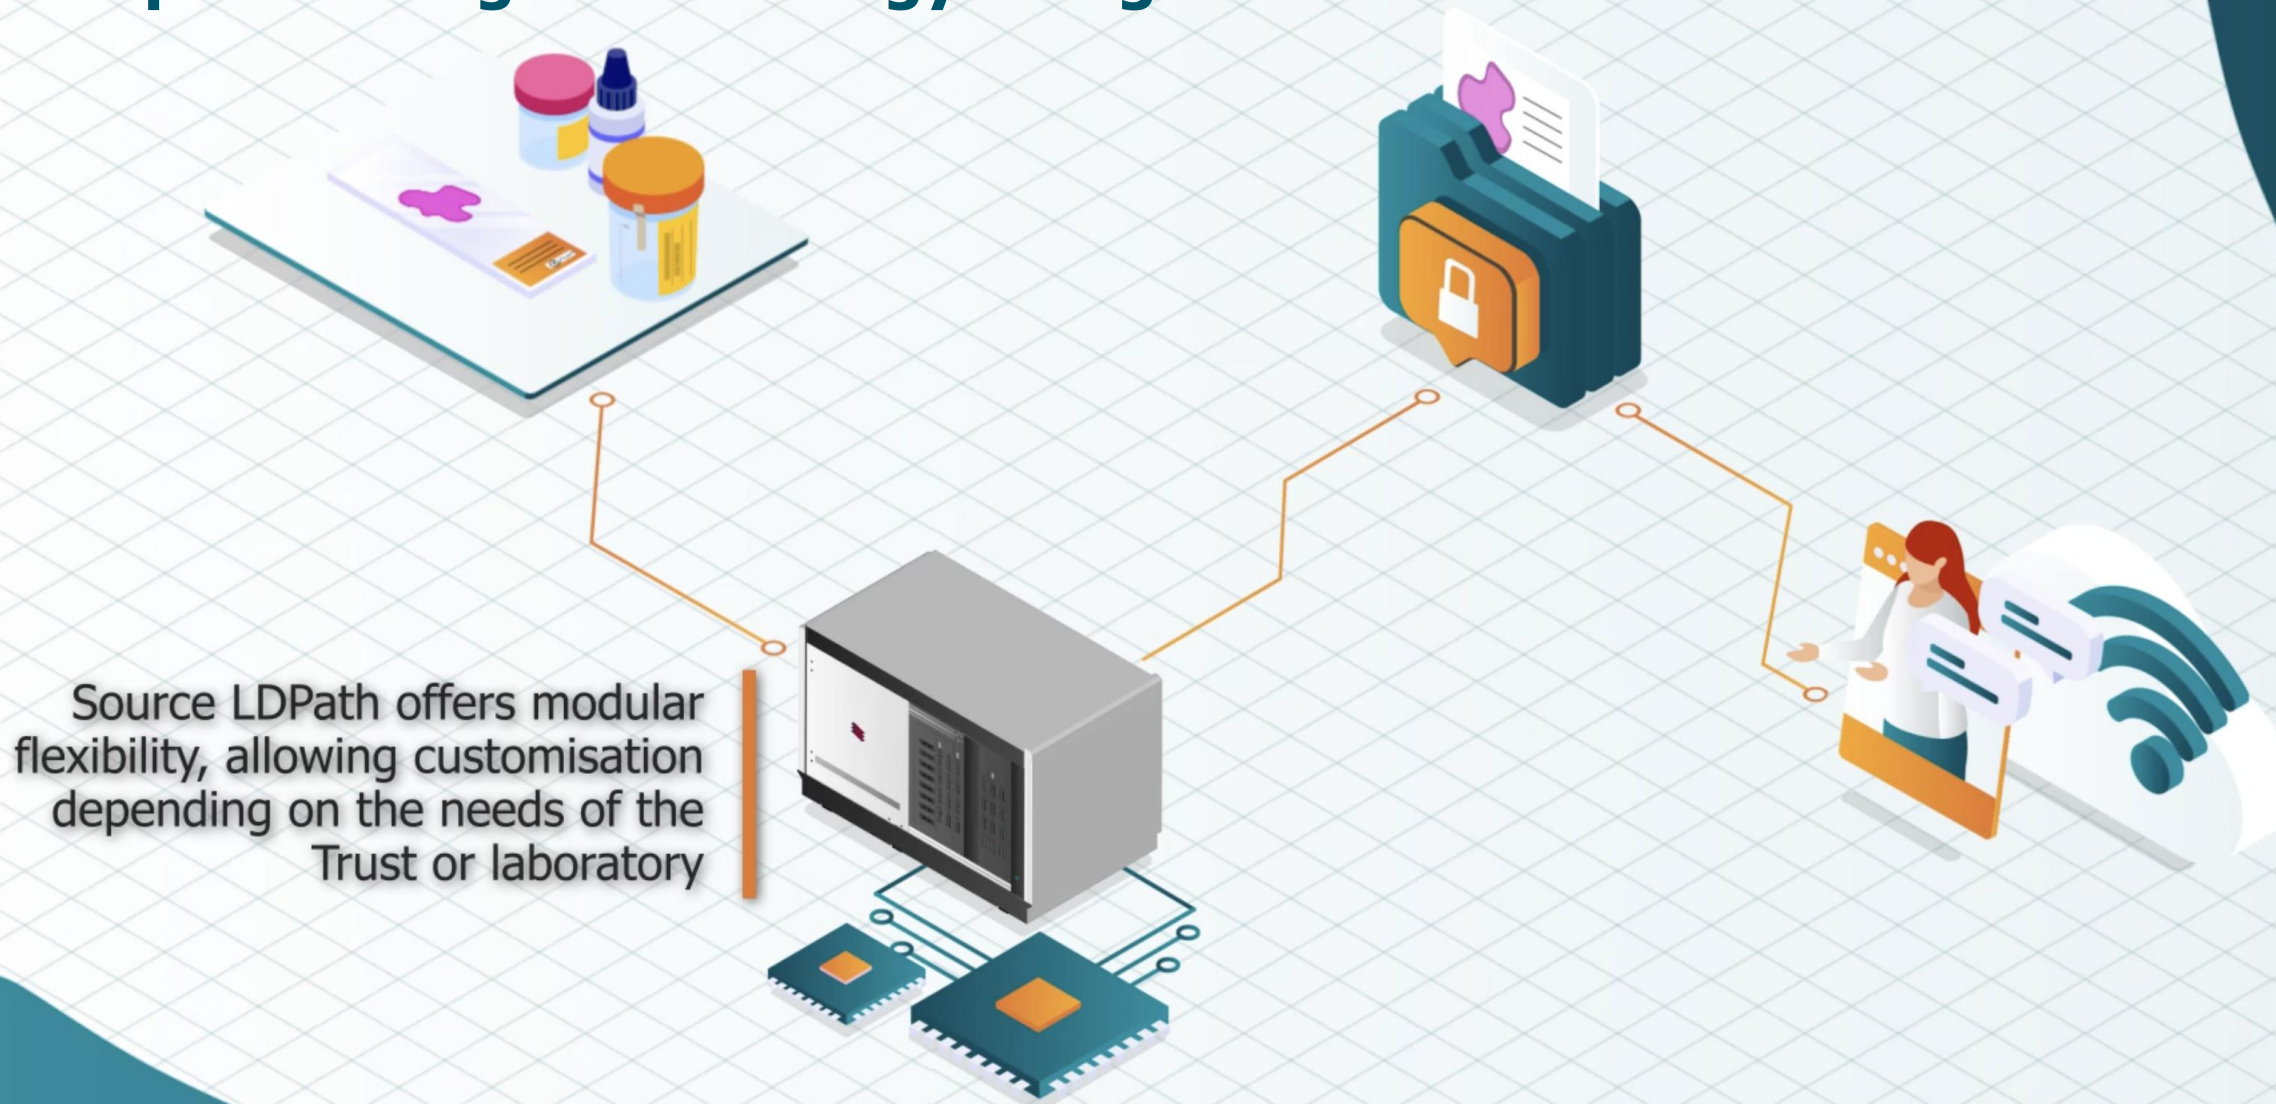 Source LDPath offers modular
flexibility, allowing customisation
depending on the needs of the
Trust or laboratory